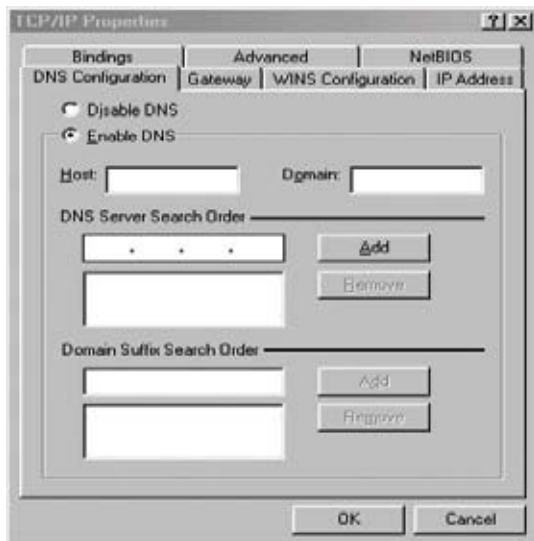 TCP/IP Properties
Bindings Advanced NetBIOS
DNS Configuration Gateway WINS Configuration IP Address
Disable DNS
Enable DNS
Host: Domain:
DNS Server Search Order
. . . Add
Remove
Domain Suffix Search Order
Add
Remove
OK Cancel